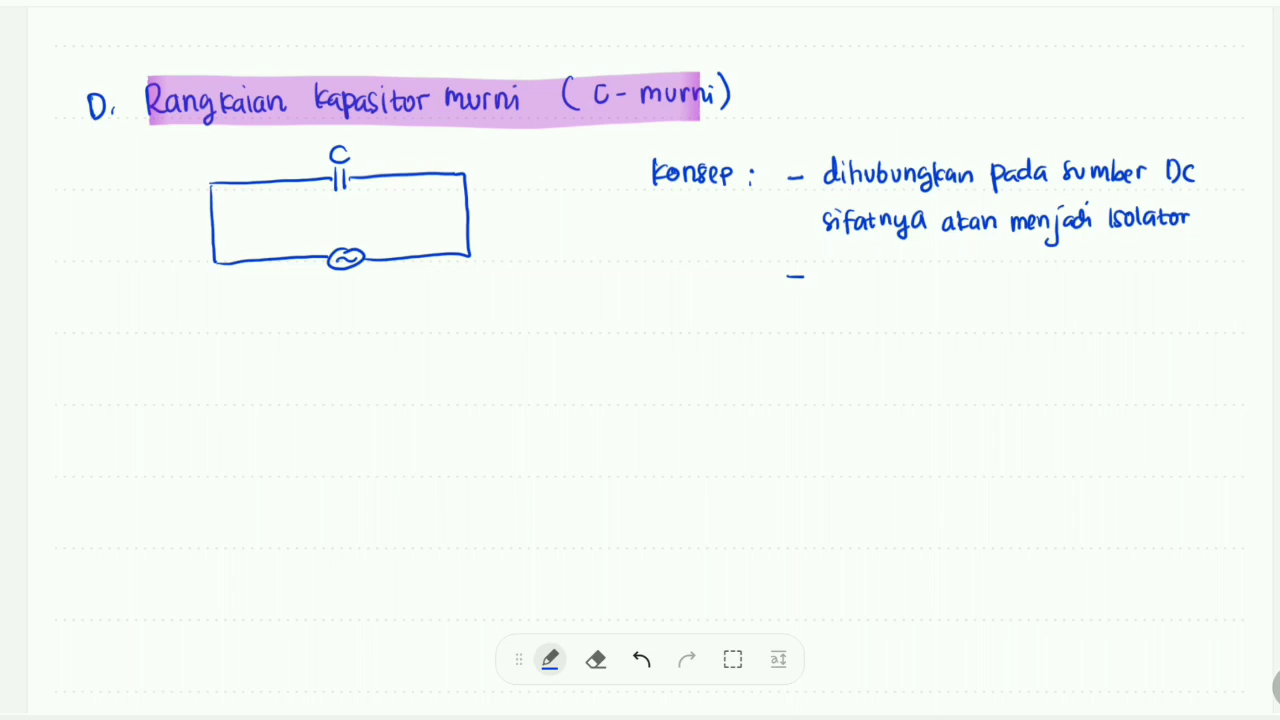 D. Rangkaian kapasitor murni (C-murni)
C
Konsep : - dihubungkan pada sumber DC
sifatnya akan menjadi Isolator
-